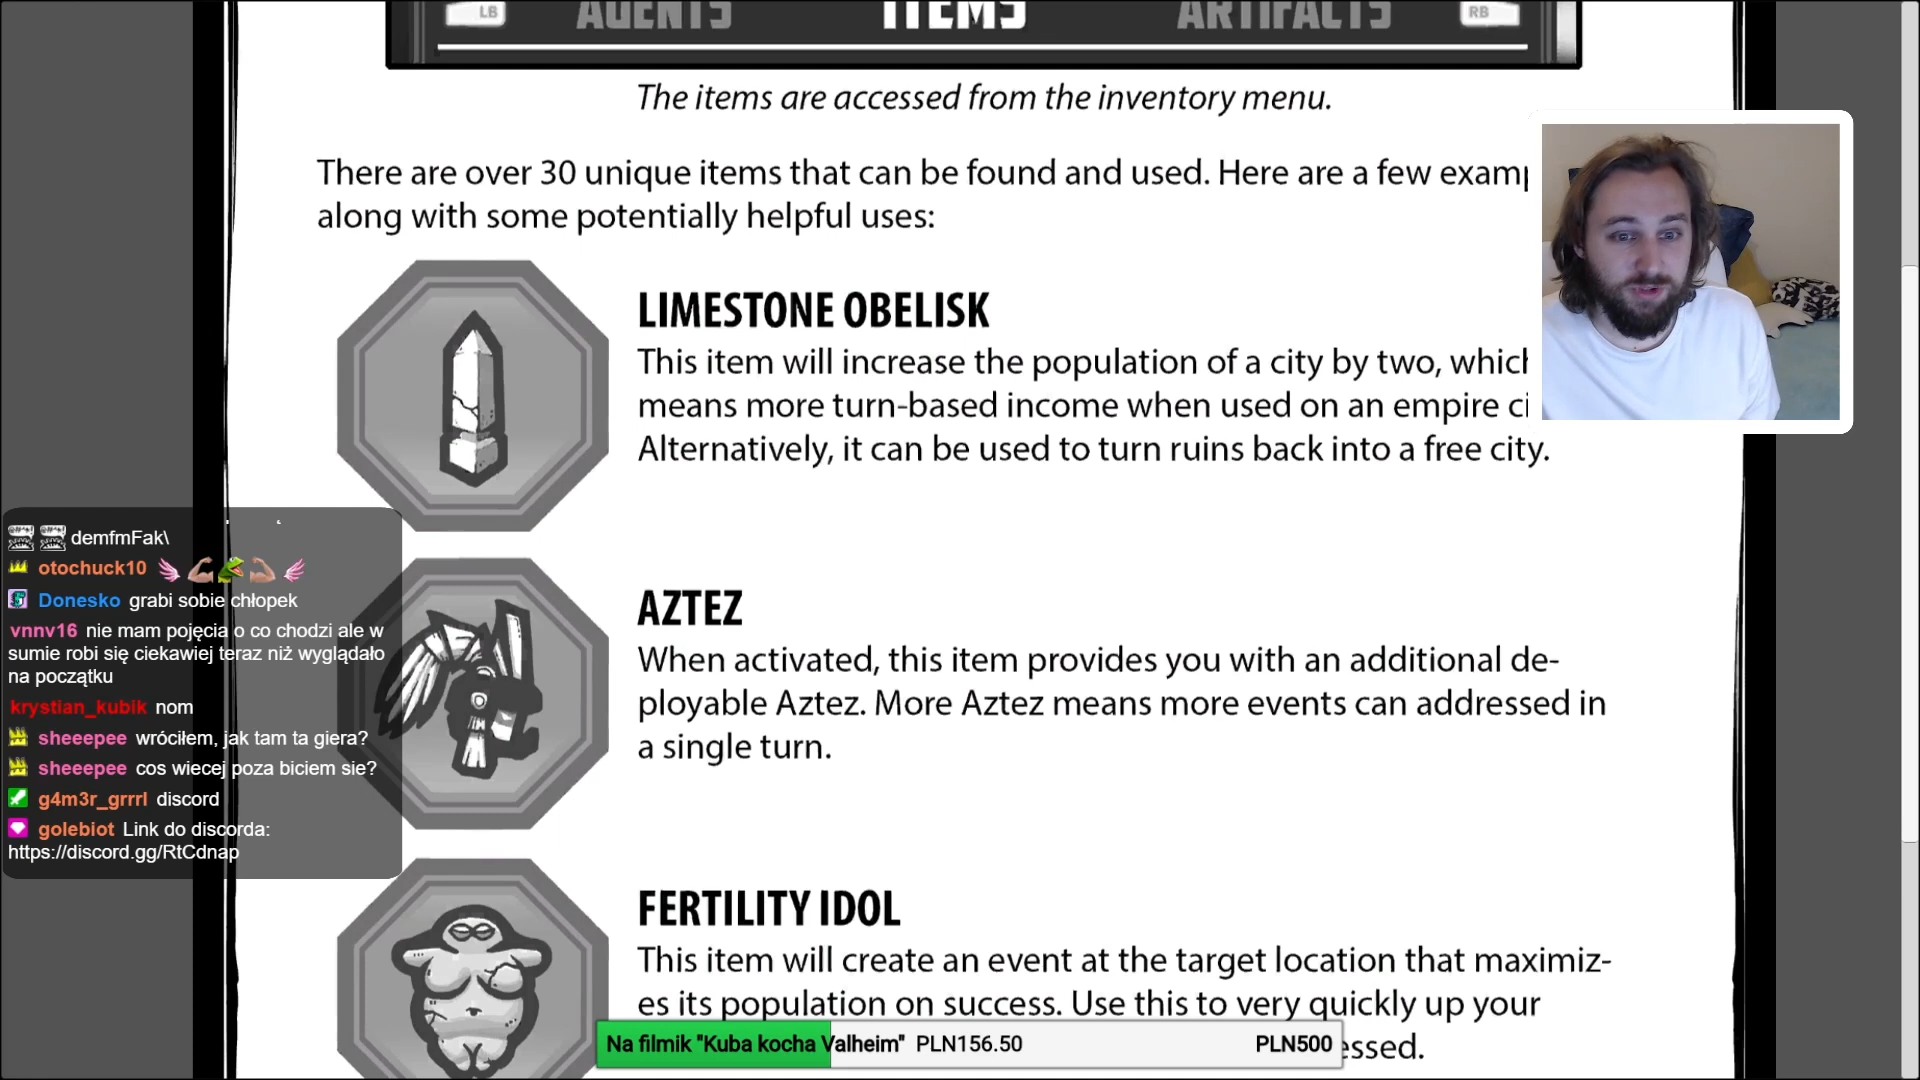 LB AGENTS ITEMS ARTIFACTS RB
The items are accessed from the inventory menu.
There are over 30 unique items that can be found and used. Here are a few examp
along with some potentially helpful uses:
LIMESTONE OBELISK
This item will increase the population of a city by two, which
means more turn-based income when used on an empire ci
Alternatively, it can be used to turn ruins back into a free city.
demfmFak\
otochuck10
Donesko grabi sobie chłopek
vnnv16 nie mam pojęcia o co chodzi ale w
sumie robi się ciekawiej teraz niż wyglądało
na początku
krystian_kubik nom
sheeepee wróciłem, jak tam ta giera?
sheeepee cos wiecej poza biciem sie?
g4m3r_grrrl discord
golebiot Link do discorda:
https://discord.gg/RtCdnap
AZTEZ
When activated, this item provides you with an additional de-
ployable Aztez. More Aztez means more events can addressed in
a single turn.
FERTILITY IDOL
This item will create an event at the target location that maximiz-
es its population on success. Use this to very quickly up your
essed.
Na filmik "Kuba kocha Valheim" PLN156.50 PLN500